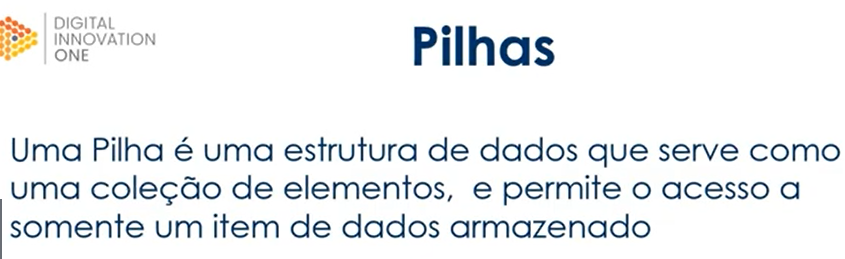 DIGITAL
INNOVATION
ONE
Pilhas
Uma Pilha é uma estrutura de dados que serve como
uma coleção de elementos,  e permite o acesso a
somente um item de dados armazenado